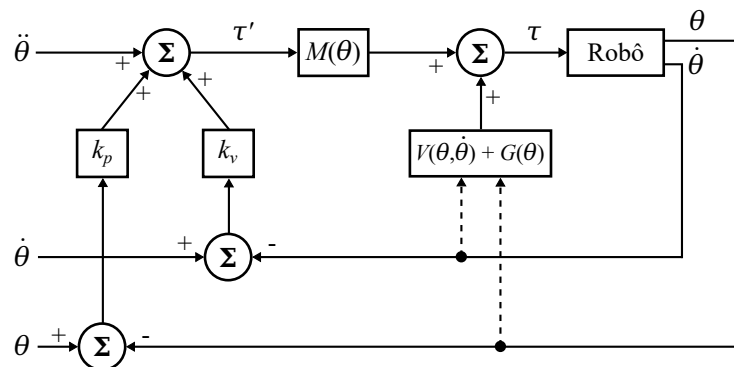 θ̈
+
Σ
τ′
M(θ)
+
Σ
τ
Robô
θ
θ̇
+
+
+
k_p
k_v
V(θ,θ̇) + G(θ)
θ̇
+
Σ
-
θ
+
Σ
-